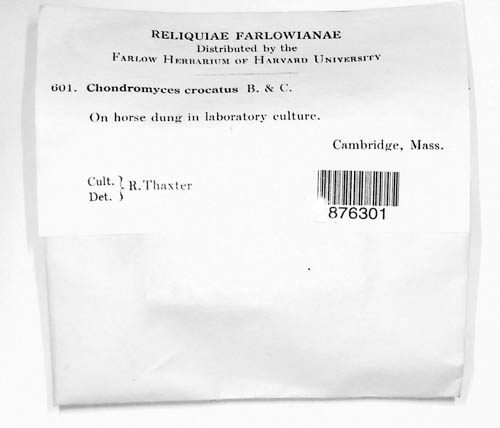 RELIQUIAE FARLOWIANAE
Distributed by the
FARLOW HERBARIUM OF HARVARD UNIVERSITY
601. Chondromyces crocatus B. & C.
On horse dung in laboratory culture.
Cambridge, Mass.
Cult. } R. Thaxter
Det.
876301